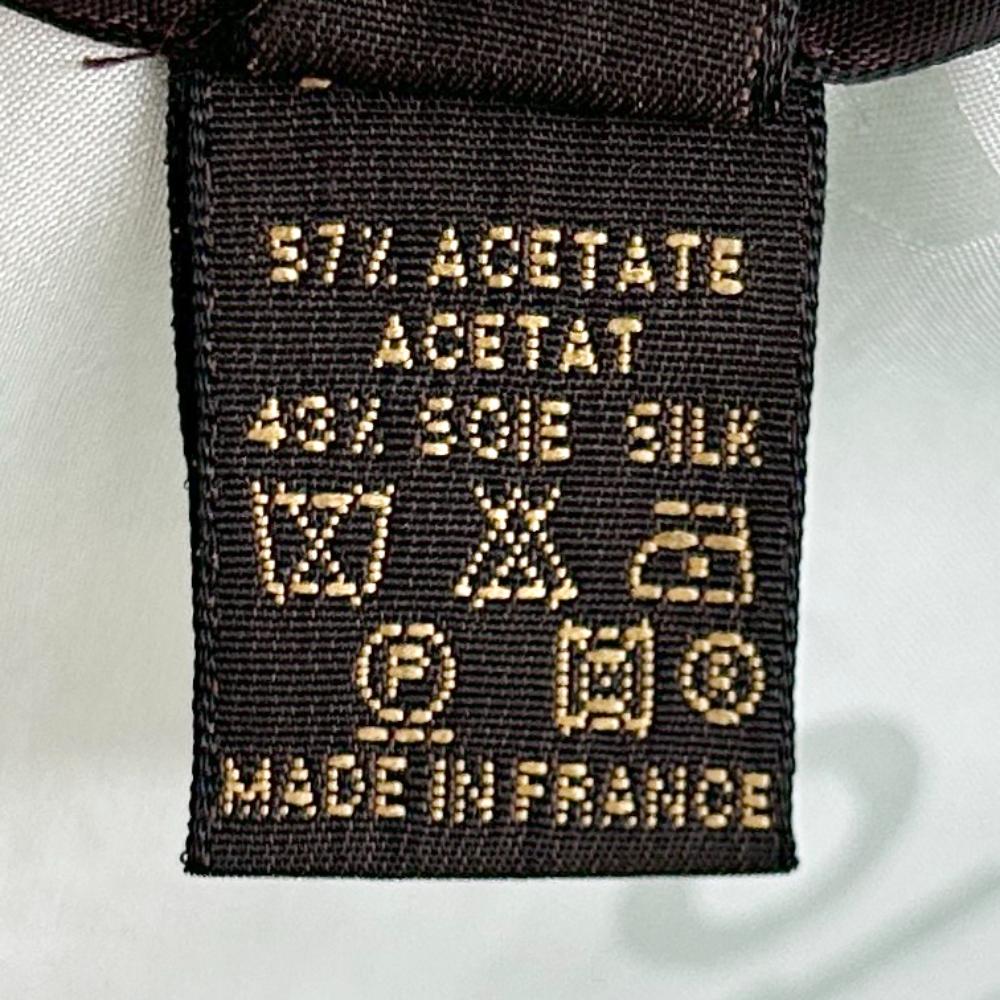 57% ACETATE
ACETAT
43% SOIE SILK
P
®
MADE IN FRANCE